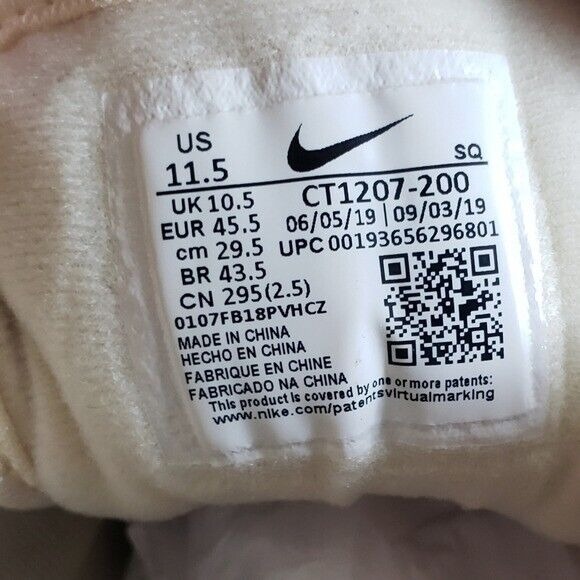 US
11.5
SQ
UK 10.5
CT1207-200
EUR 45.5
06/05/19 | 09/03/19
cm 29.5
UPC 00193656296801
BR 43.5
CN 295(2.5)
0107FB18PVHCZ
MADE IN CHINA
HECHO EN CHINA
FABRIQUE EN CHINE
FABRICADO NA CHINA
This product is covered by one or more patents:
www.nike.com/patentsvirtualmarking